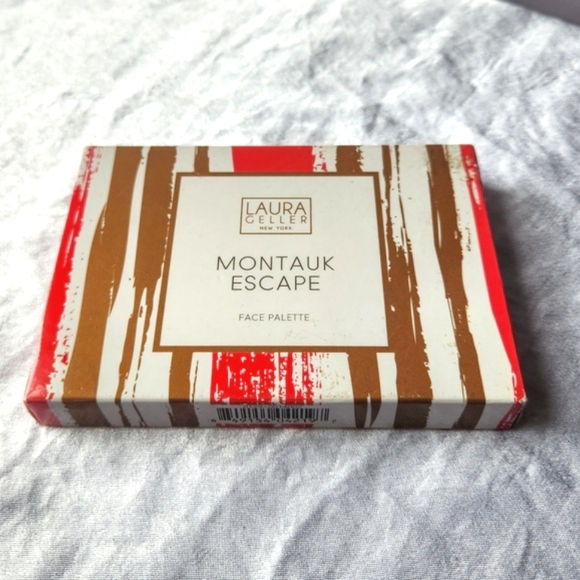 LAURA
GELLER
NEW YORK
MONTAUK
ESCAPE
FACE PALETTE